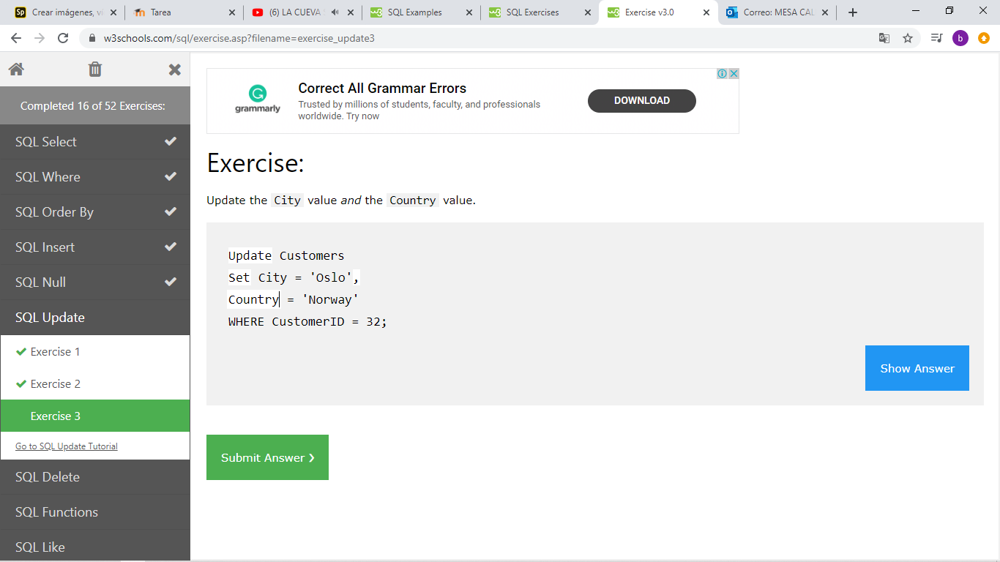 Crear imágenes, ví
Tarea
(6) LA CUEVA S
SQL Examples
SQL Exercises
Exercise v3.0
Correo: MESA CAL
w3schools.com/sql/exercise.asp?filename=exercise_update3
b
Completed 16 of 52 Exercises:
SQL Select
SQL Where
SQL Order By
SQL Insert
SQL Null
SQL Update
Exercise 1
Exercise 2
Exercise 3
Go to SQL Update Tutorial
SQL Delete
SQL Functions
SQL Like
grammarly
Correct All Grammar Errors
Trusted by millions of students, faculty, and professionals
worldwide. Try now
DOWNLOAD
Exercise:
Update the City value and the Country value.
Update Customers
Set City = 'Oslo',
Country = 'Norway'
WHERE CustomerID = 32;
Show Answer
Submit Answer ❯